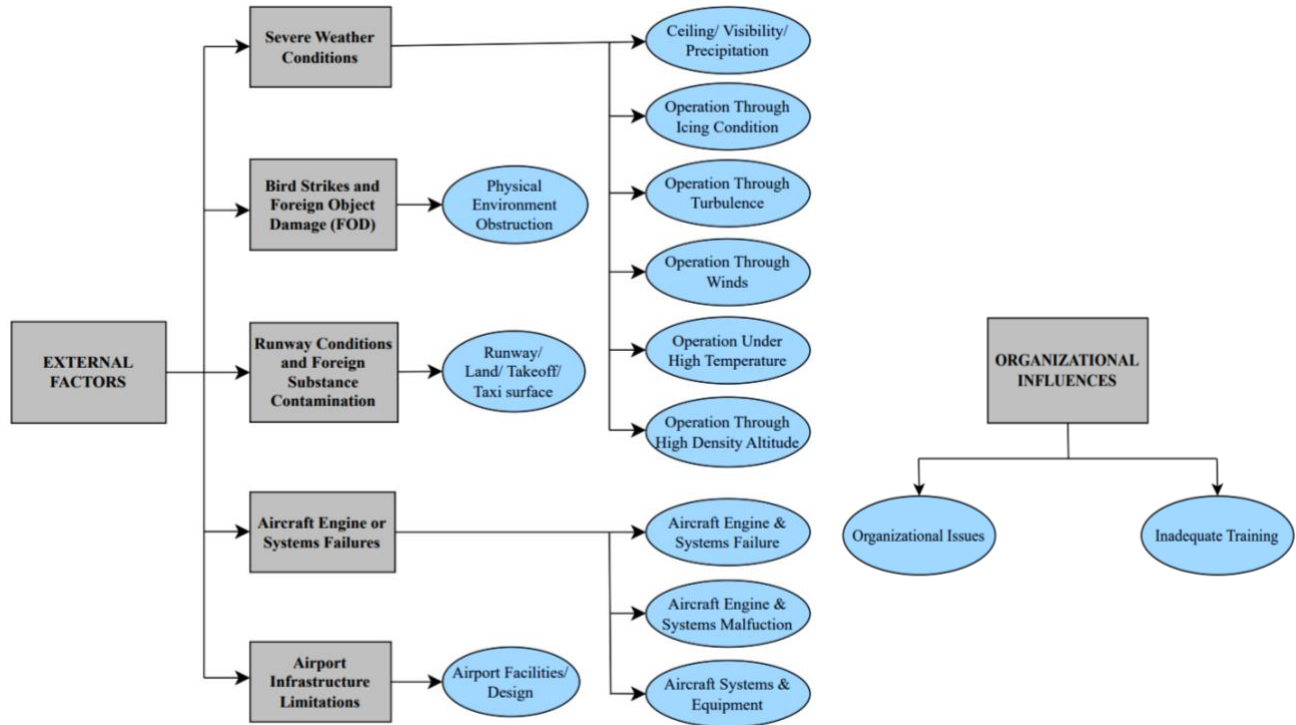 Severe Weather
Conditions
Ceiling/ Visibility/
Precipitation
Operation Through
Icing Condition
Bird Strikes and
Foreign Object
Damage (FOD)
Physical
Environment
Obstruction
Operation Through
Turbulence
Operation Through
Winds
EXTERNAL
FACTORS
Runway Conditions
and Foreign
Substance
Contamination
Runway/
Land/ Takeoff/
Taxi surface
Operation Under
High Temperature
Operation Through
High Density Altitude
Aircraft Engine or
Systems Failures
Aircraft Engine &
Systems Failure
Aircraft Engine &
Systems Malfuction
Airport
Infrastructure
Limitations
Airport Facilities/
Design
Aircraft Systems &
Equipment
ORGANIZATIONAL
INFLUENCES
Organizational Issues
Inadequate Training